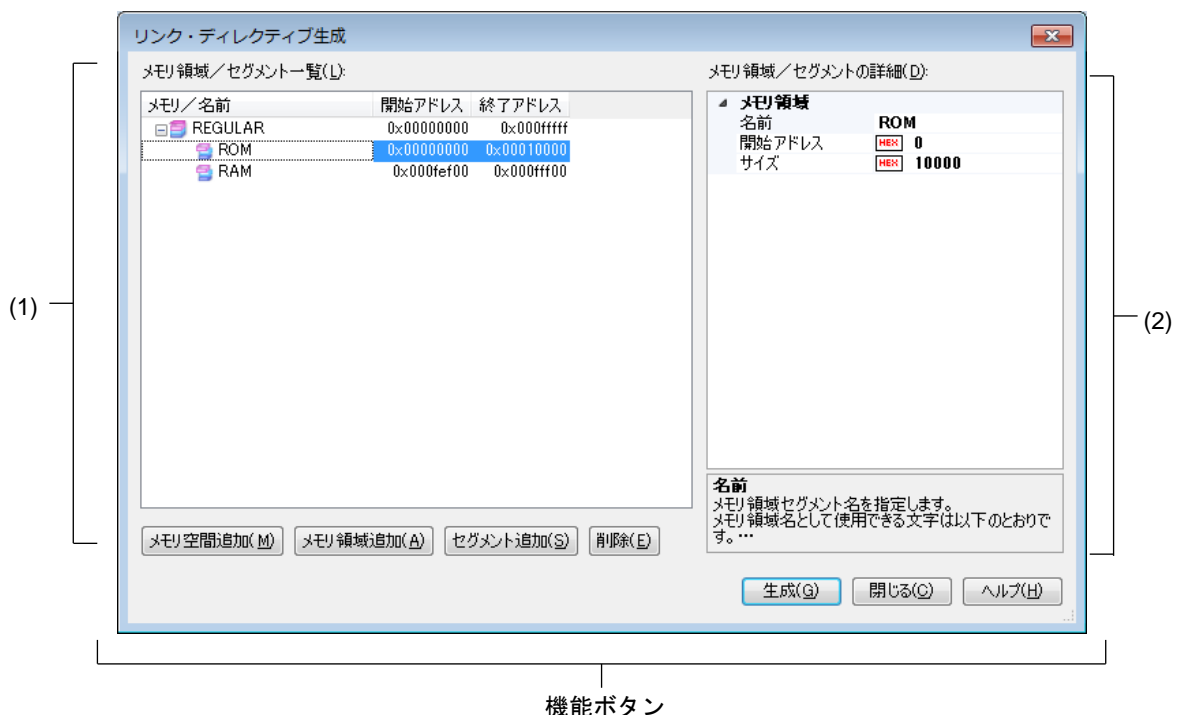 リンク・ディレクティブ生成
メモリ領域／セグメント一覧(L):
メモリ／名前 開始アドレス 終了アドレス
REGULAR 0x00000000 0x000fffff
ROM 0x00000000 0x00010000
RAM 0x000fef00 0x000fff00
メモリ空間追加(M) メモリ領域追加(A) セグメント追加(S) 削除(E)
メモリ領域／セグメントの詳細(D):
メモリ領域
名前 ROM
開始アドレス HEX 0
サイズ HEX 10000
名前
メモリ領域セグメント名を指定します。
メモリ領域名として使用できる文字は以下のとおりで
す。…
生成(G) 閉じる(C) ヘルプ(H)
(1)
(2)
機能ボタン